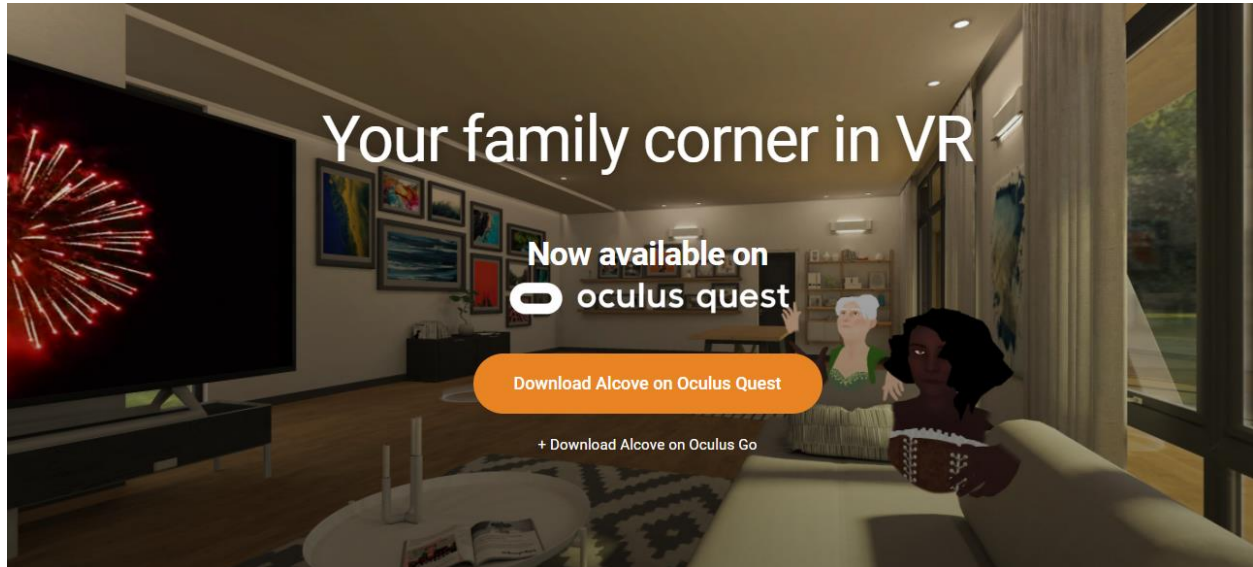 Your family corner in VR
Now available on
oculus quest
Download Alcove on Oculus Quest
+ Download Alcove on Oculus Go